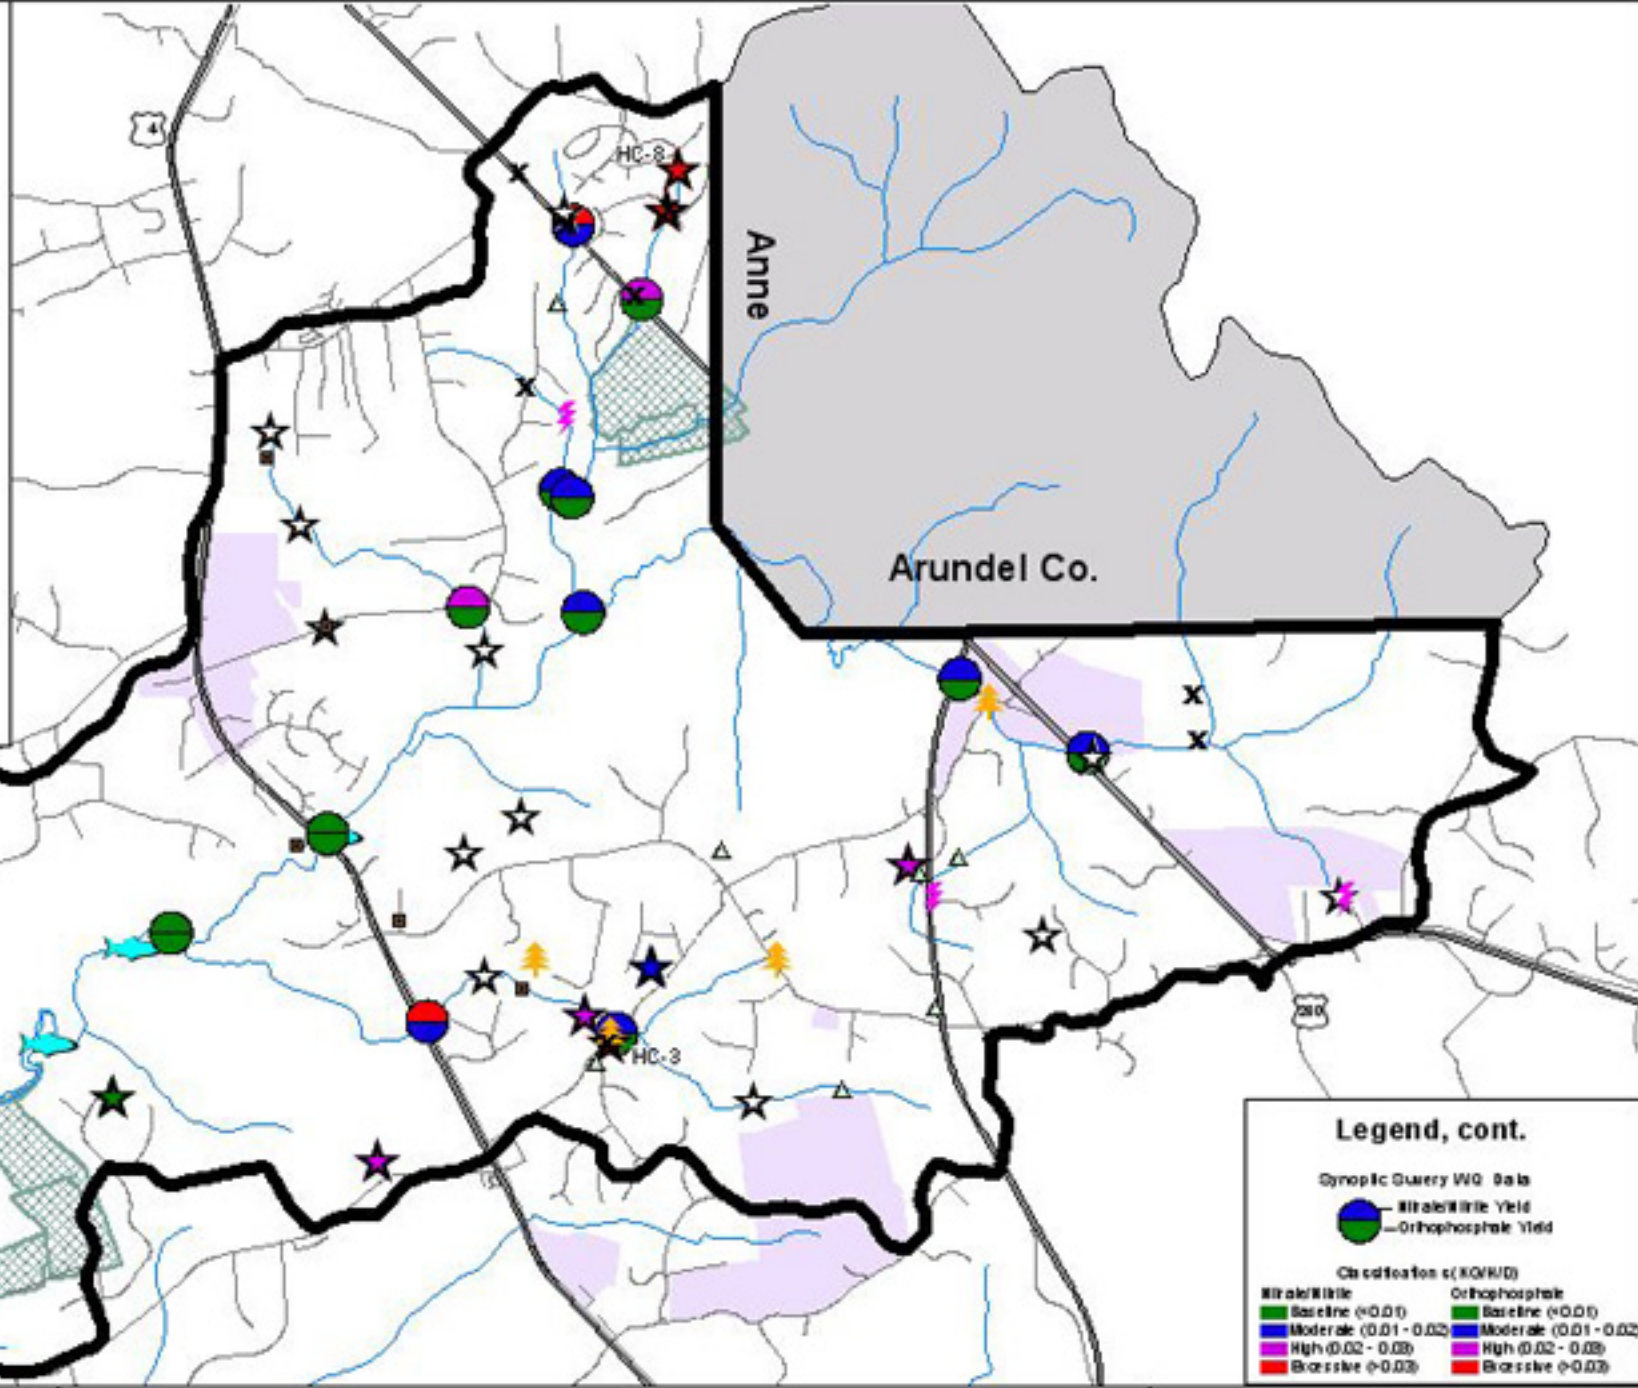 4
HC-8
Anne
Arundel Co.
HC-3
Legend, cont.
Synoptic Survey WQ Data
Nitrate/Nitrite Yield
Orthophosphate Yield
Classifications (KG/H/D)
Nitrate/Nitrite
Orthophosphate
Baseline (<0.01)
Baseline (<0.01)
Moderate (0.01 - 0.02)
Moderate (0.01 - 0.02)
High (0.02 - 0.03)
High (0.02 - 0.03)
Excessive (>0.03)
Excessive (>0.03)